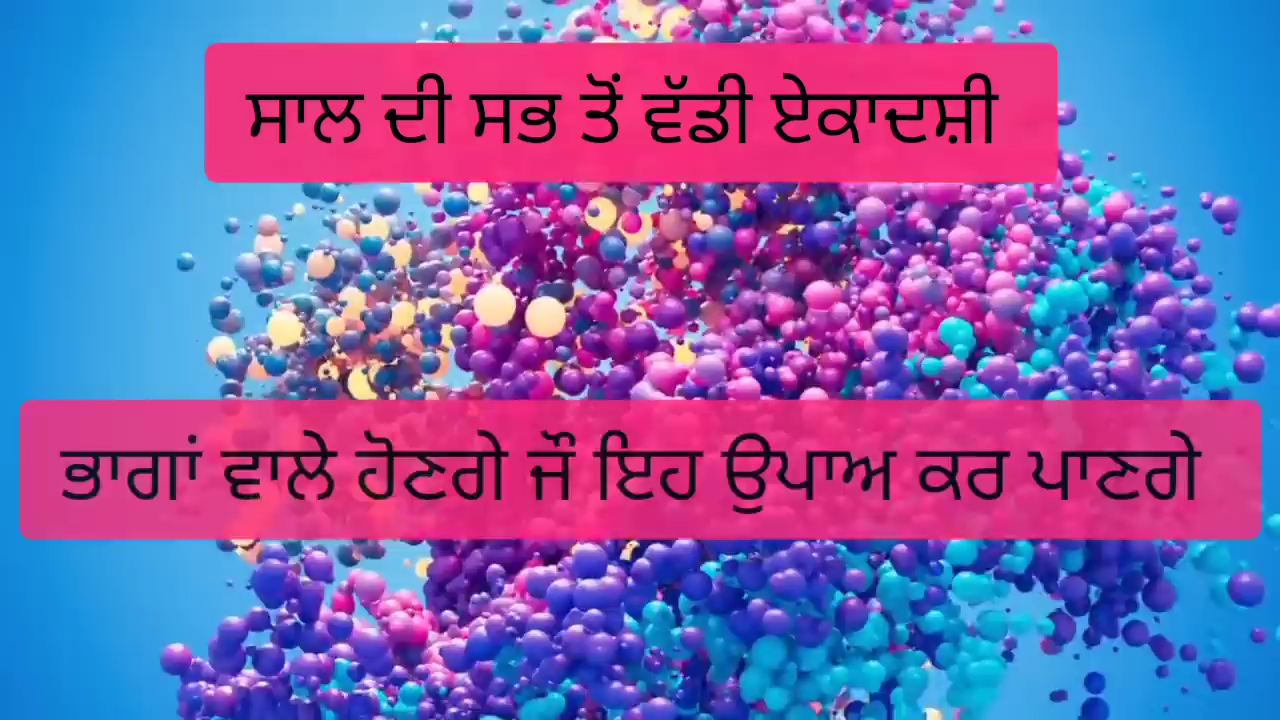 ਸਾਲ ਦੀ ਸਭ ਤੋਂ ਵੱਡੀ ਏਕਾਦਸ਼ੀ
ਭਾਗਾਂ ਵਾਲੇ ਹੋਣਗੇ ਜੌ ਇਹ ਉਪਾਅ ਕਰ ਪਾਣਗੇ